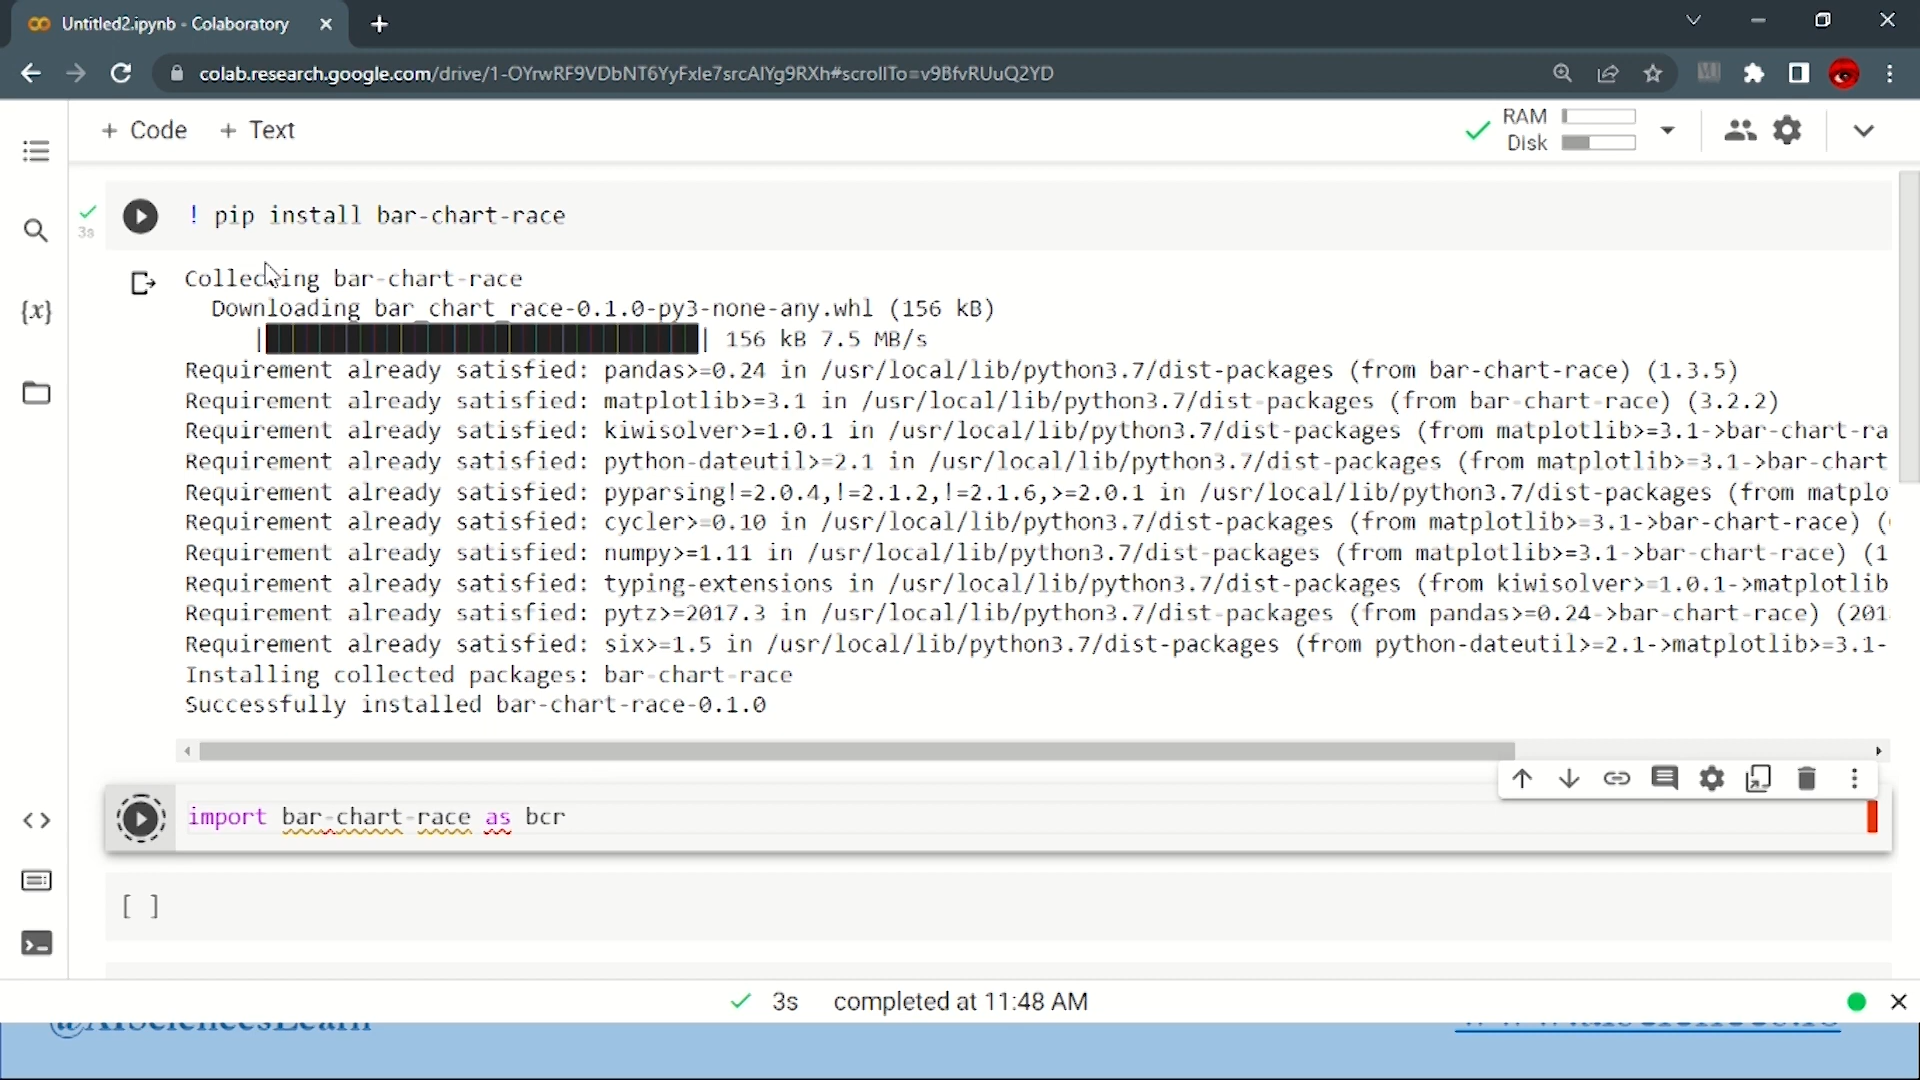 Untitled2.ipynb - Colaboratory
colab.research.google.com/drive/1-OYrwRF9VDbNT6YyFxle7srcAlYg9RXh#scrollTo=v9BfvRUuQ2YD
+ Code + Text
RAM
Disk
3s
! pip install bar-chart-race
Collecting bar-chart-race
Downloading bar_chart_race-0.1.0-py3-none-any.whl (156 kB)
| 156 kB 7.5 MB/s
Requirement already satisfied: pandas>=0.24 in /usr/local/lib/python3.7/dist-packages (from bar-chart-race) (1.3.5)
Requirement already satisfied: matplotlib>=3.1 in /usr/local/lib/python3.7/dist-packages (from bar-chart-race) (3.2.2)
Requirement already satisfied: kiwisolver>=1.0.1 in /usr/local/lib/python3.7/dist-packages (from matplotlib>=3.1->bar-chart-ra
Requirement already satisfied: python-dateutil>=2.1 in /usr/local/lib/python3.7/dist-packages (from matplotlib>=3.1->bar-chart
Requirement already satisfied: pyparsing!=2.0.4,!=2.1.2,!=2.1.6,>=2.0.1 in /usr/local/lib/python3.7/dist-packages (from matplo
Requirement already satisfied: cycler>=0.10 in /usr/local/lib/python3.7/dist-packages (from matplotlib>=3.1->bar-chart-race) (
Requirement already satisfied: numpy>=1.11 in /usr/local/lib/python3.7/dist-packages (from matplotlib>=3.1->bar-chart-race) (1
Requirement already satisfied: typing-extensions in /usr/local/lib/python3.7/dist-packages (from kiwisolver>=1.0.1->matplotlib
Requirement already satisfied: pytz>=2017.3 in /usr/local/lib/python3.7/dist-packages (from pandas>=0.24->bar-chart-race) (201
Requirement already satisfied: six>=1.5 in /usr/local/lib/python3.7/dist-packages (from python-dateutil>=2.1->matplotlib>=3.1-
Installing collected packages: bar-chart-race
Successfully installed bar-chart-race-0.1.0
import bar-chart-race as bcr
[ ]
3s completed at 11:48 AM
@AISciencesLearn